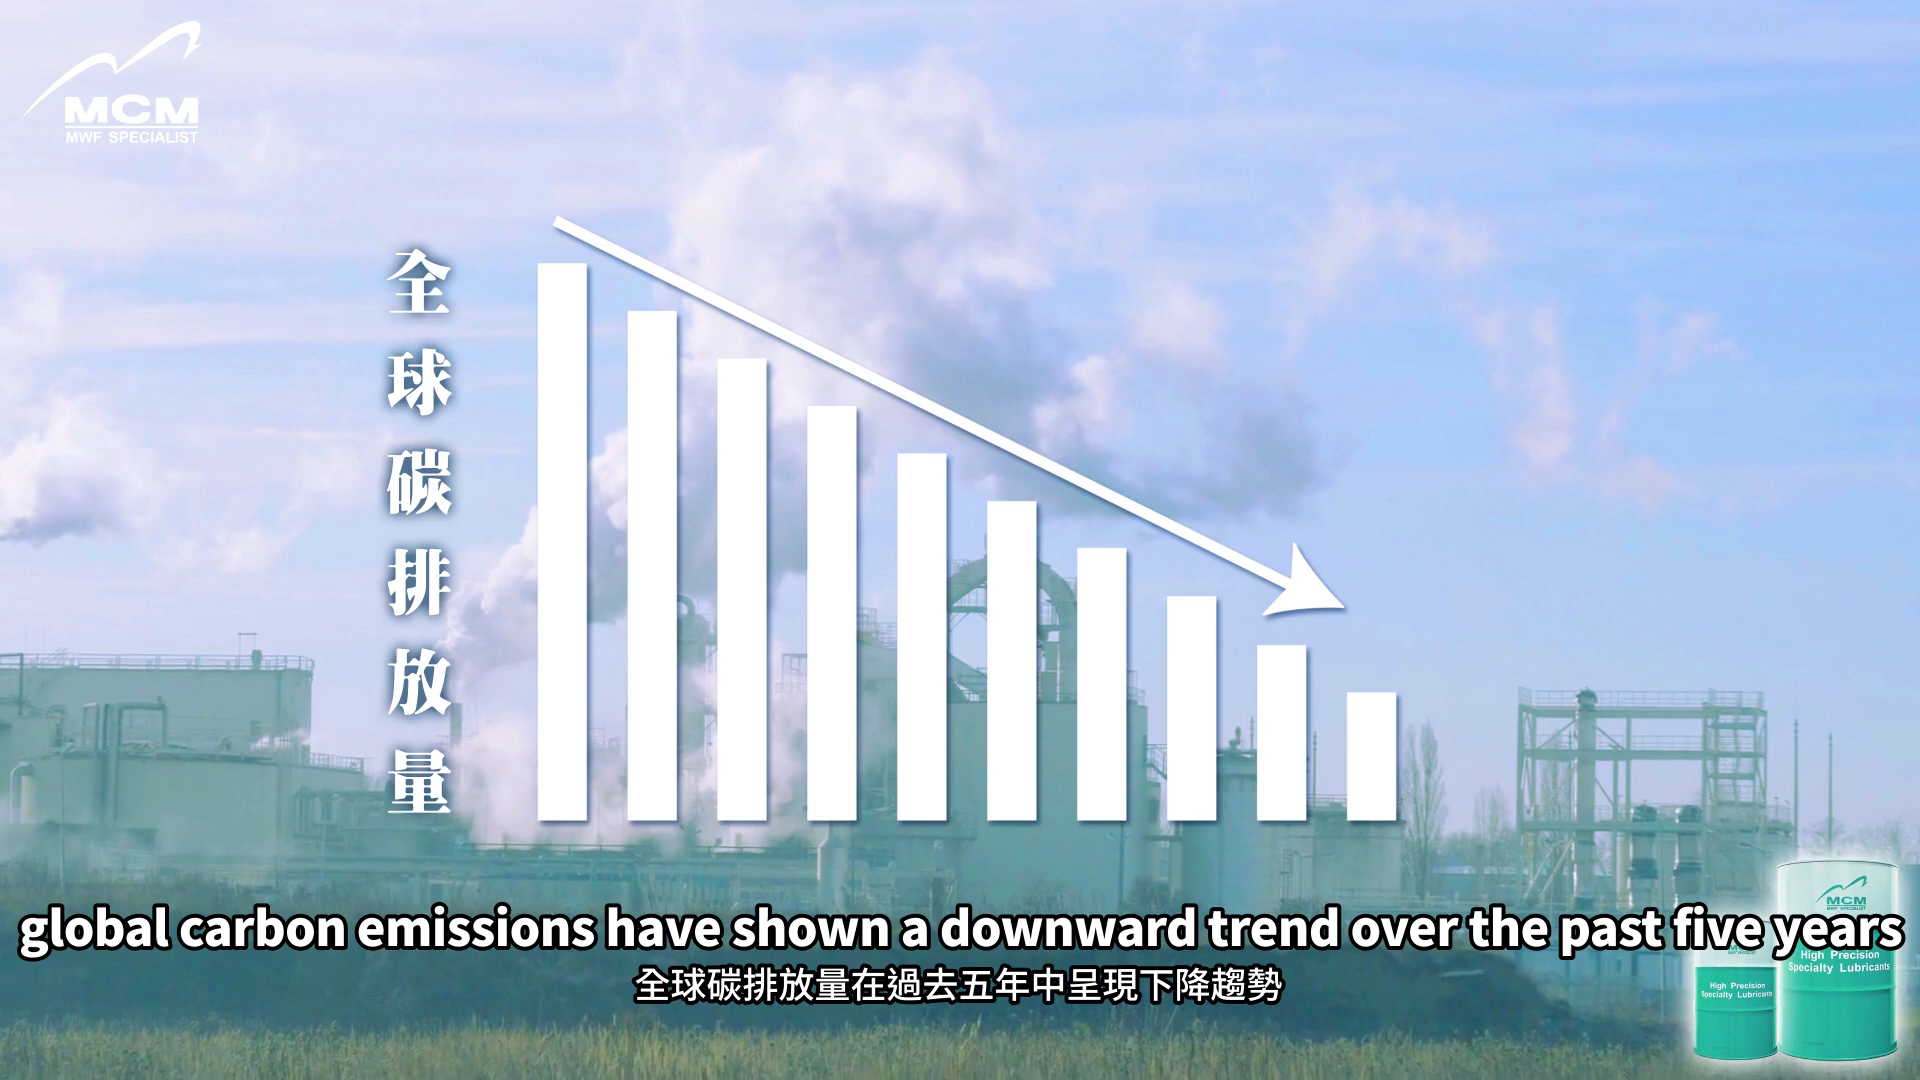 MCM
MWF SPECIALIST
全球碳排放量
global carbon emissions have shown a downward trend over the past five years
全球碳排放量在過去五年中呈現下降趨勢
MCM
High Precision
Specialty Lubricants
High Precision
Specialty Lubricants